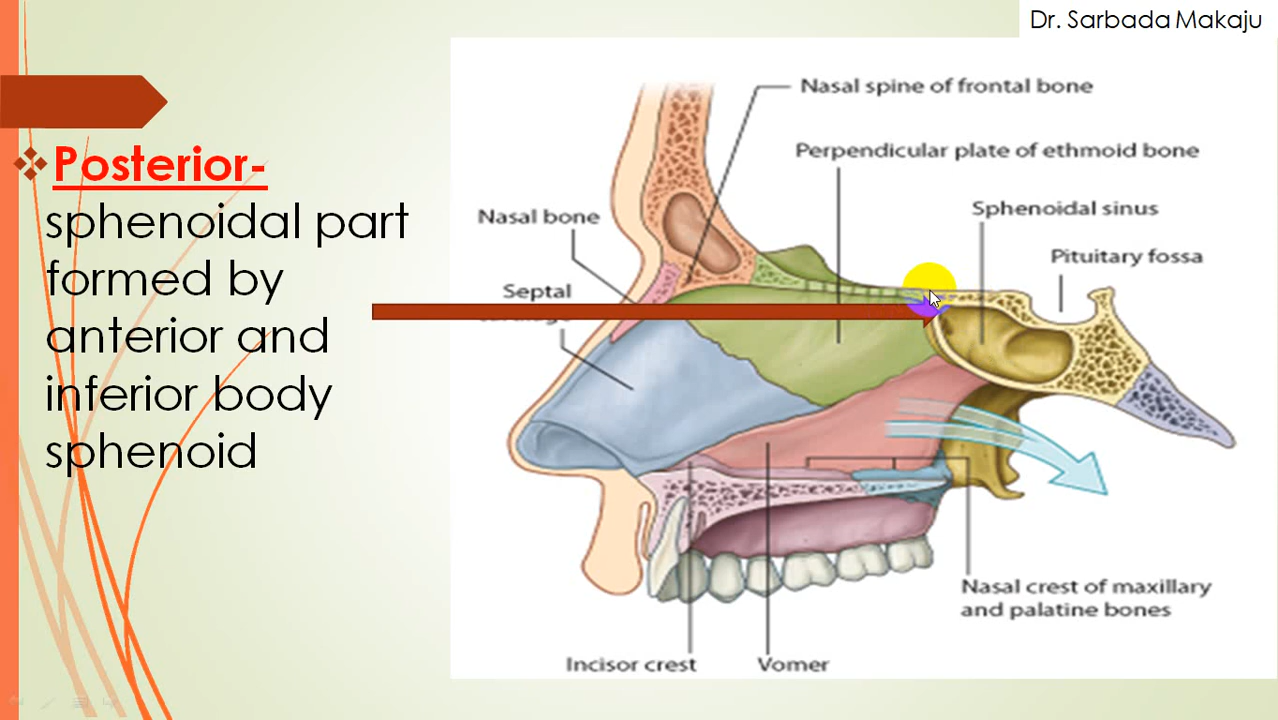 Dr. Sarbada Makaju
Posterior-
sphenoidal part
formed by
anterior and
inferior body
sphenoid
Nasal spine of frontal bone
Perpendicular plate of ethmoid bone
Sphenoidal sinus
Nasal bone
Pituitary fossa
Septal
Nasal crest of maxillary
and palatine bones
Incisor crest
Vomer